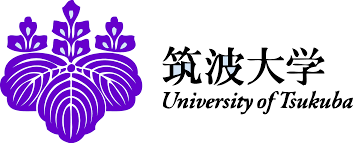 筑波大学
University of Tsukuba